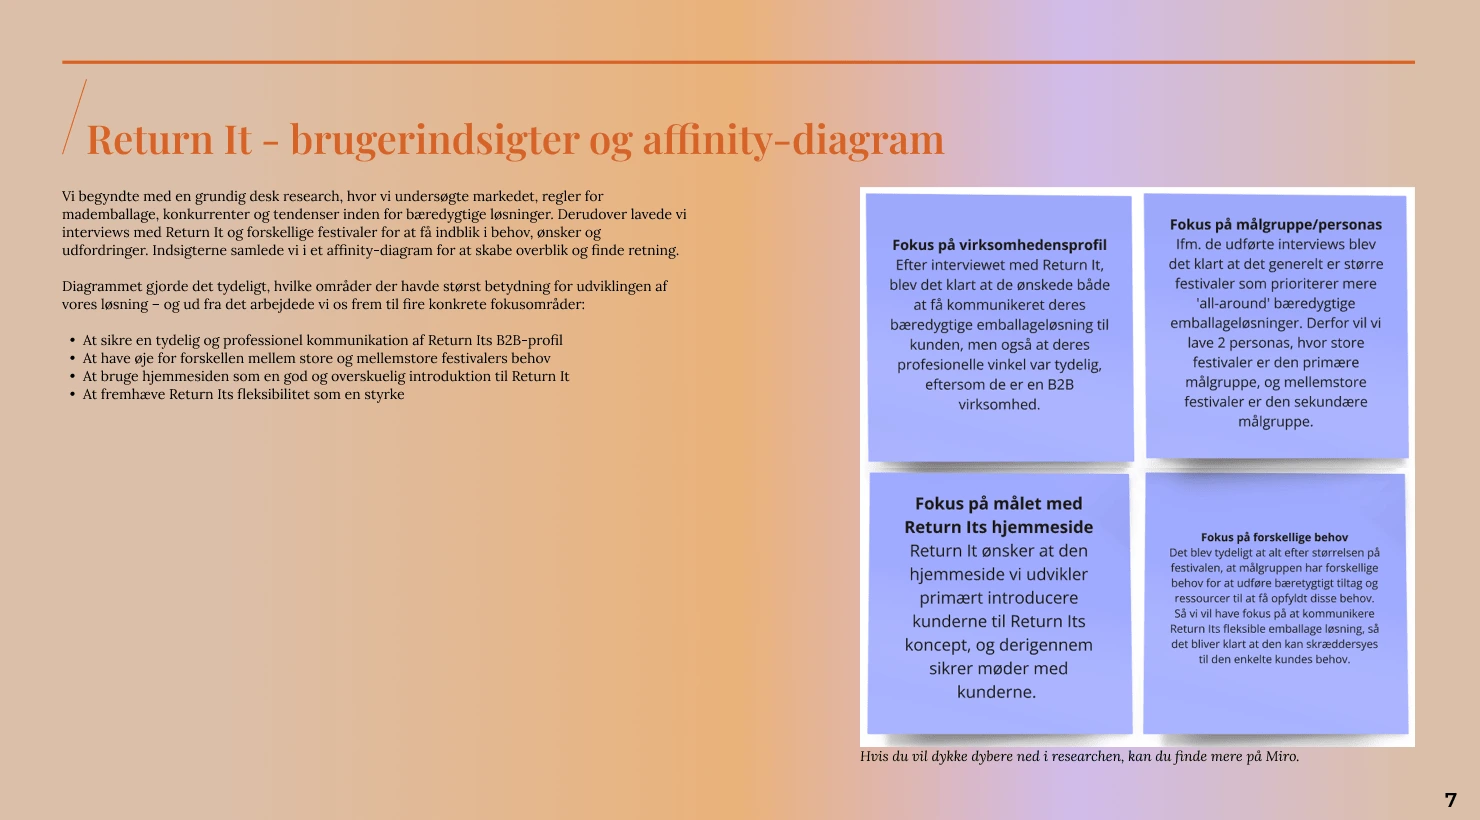 Return It - brugerindsigter og affinity-diagram
Vi begyndte med en grundig desk research, hvor vi undersøgte markedet, regler for
mademballage, konkurrenter og tendenser inden for bæredygtige løsninger. Derudover lavede vi
interviews med Return It og forskellige festivaler for at få indblik i behov, ønsker og
udfordringer. Indsigterne samlede vi i et affinity-diagram for at skabe overblik og finde retning.
Diagrammet gjorde det tydeligt, hvilke områder der havde størst betydning for udviklingen af
vores løsning – og ud fra det arbejdede vi os frem til fire konkrete fokusområder:
• At sikre en tydelig og professionel kommunikation af Return Its B2B-profil
• At have øje for forskellen mellem store og mellemstore festivalers behov
• At bruge hjemmesiden som en god og overskuelig introduktion til Return It
• At fremhæve Return Its fleksibilitet som en styrke
Fokus på virksomhedensprofil
Efter interviewet med Return It,
blev det klart at de ønskede både
at få kommunikeret deres
bæredygtige emballageløsning til
kunden, men også at deres
profesionelle vinkel var tydelig,
eftersom de er en B2B
virksomhed.
Fokus på målgruppe/personas
Ifm. de udførte interviews blev
det klart at det generelt er større
festivaler som prioriterer mere
'all-around' bæredygtige
emballageløsninger. Derfor vil vi
lave 2 personas, hvor store
festivaler er den primære
målgruppe, og mellemstore
festivaler er den sekundære
målgruppe.
Fokus på målet med
Return Its hjemmeside
Return It ønsker at den
hjemmeside vi udvikler
primært introducere
kunderne til Return Its
koncept, og derigennem
sikrer møder med
kunderne.
Fokus på forskellige behov
Det blev tydeligt at alt efter størrelsen på
festivalen, at målgruppen har forskellige
behov for at udføre bæretygtigt tiltag og
ressourcer til at få opfyldt disse behov.
Så vi vil have fokus på at kommunikere
Return Its fleksible emballage løsning, så
det bliver klart at den kan skræddersyes
til den enkelte kundes behov.
Hvis du vil dykke dybere ned i researchen, kan du finde mere på Miro.
7